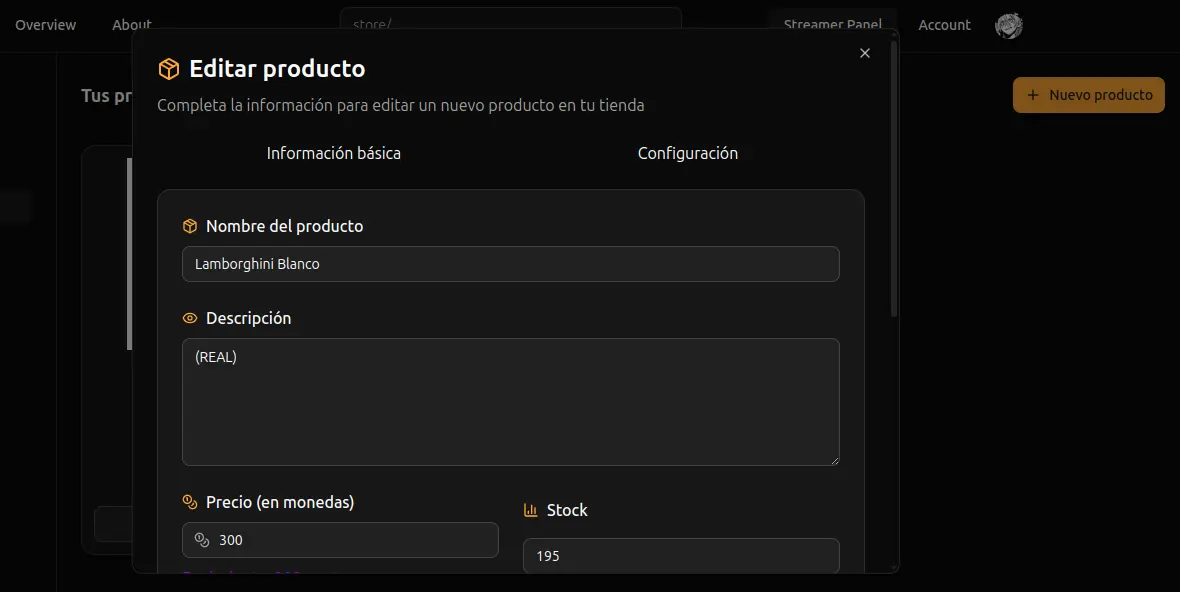 Overview
About
store/
Streamer Panel
Account
Tus pr
Nuevo producto
Editar producto
Completa la información para editar un nuevo producto en tu tienda
Información básica
Configuración
Nombre del producto
Lamborghini Blanco
Descripción
(REAL)
Precio (en monedas)
300
Stock
195